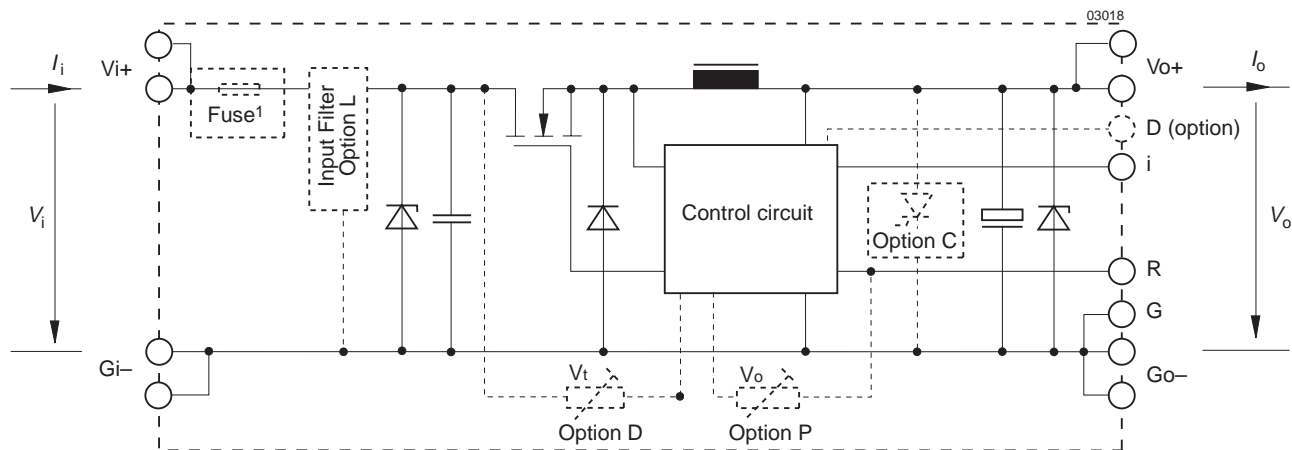 03018
Ii
Vi+
Fuse1
Input Filter
Option L
Vo+
Io
D (option)
i
Vi
Control circuit
Option C
Vo
R
G
Gi–
Go–
Vt
Option D
Vo
Option P